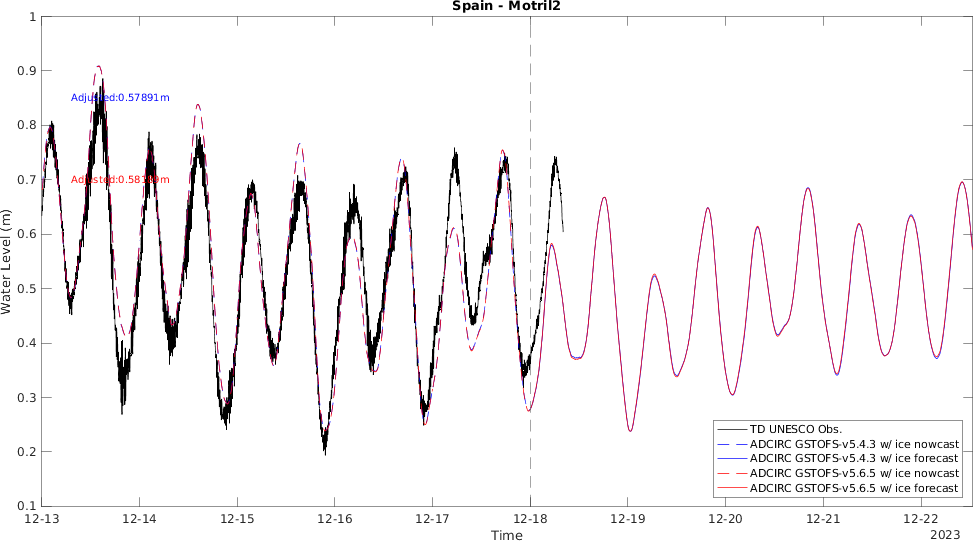 Spain - Motril2
Water Level (m)
1
0.9
0.8
0.7
0.6
0.5
0.4
0.3
0.2
0.1
Adjusted:0.57891m
TD UNESCO Obs.
ADCIRC GSTOFS-v5.4.3 w/ ice nowcast
ADCIRC GSTOFS-v5.4.3 w/ ice forecast
ADCIRC GSTOFS-v5.6.5 w/ ice nowcast
ADCIRC GSTOFS-v5.6.5 w/ ice forecast
12-13 12-14 12-15 12-16 12-17 12-18 12-19 12-20 12-21 12-22
Time
2023